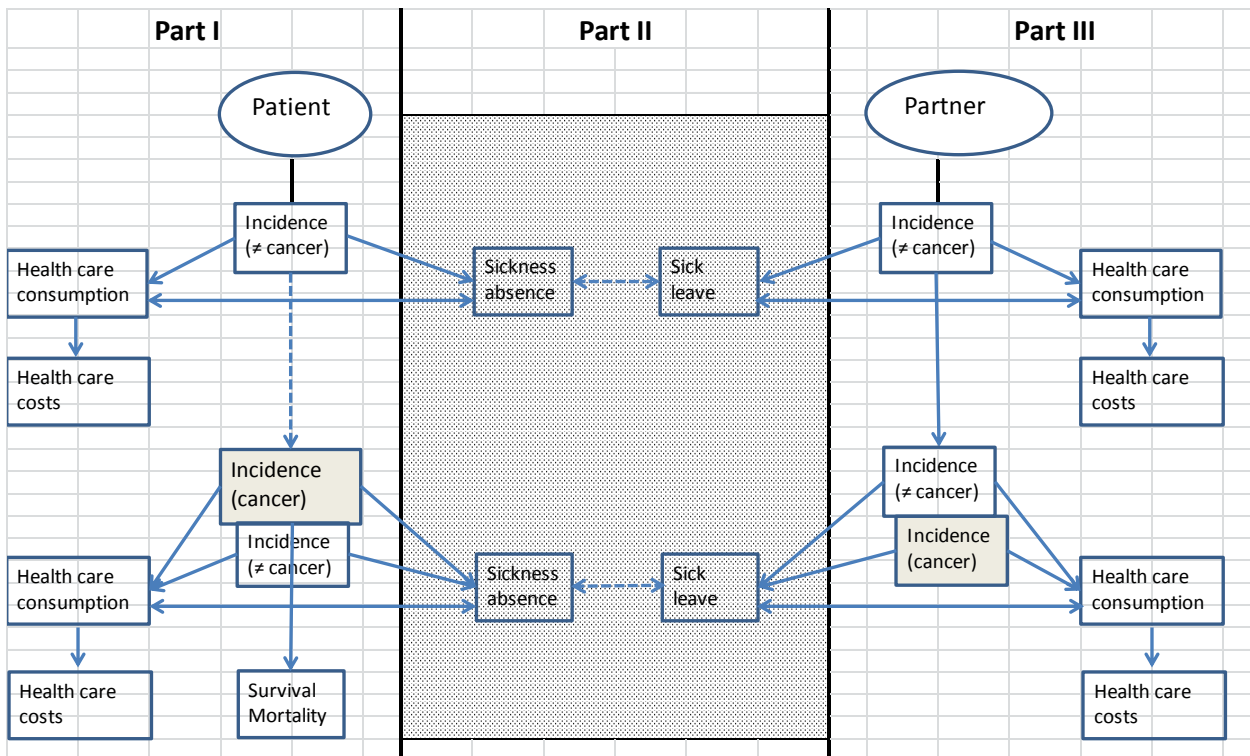 Part I
Part II
Part III
Patient
Partner
Incidence
(≠ cancer)
Incidence
(≠ cancer)
Health care
consumption
Sickness
absence
Sick
leave
Health care
consumption
Health care
costs
Health care
costs
Incidence
(cancer)
Incidence
(≠ cancer)
Incidence
(≠ cancer)
Incidence
(cancer)
Health care
consumption
Sickness
absence
Sick
leave
Health care
consumption
Health care
costs
Survival
Mortality
Health care
costs